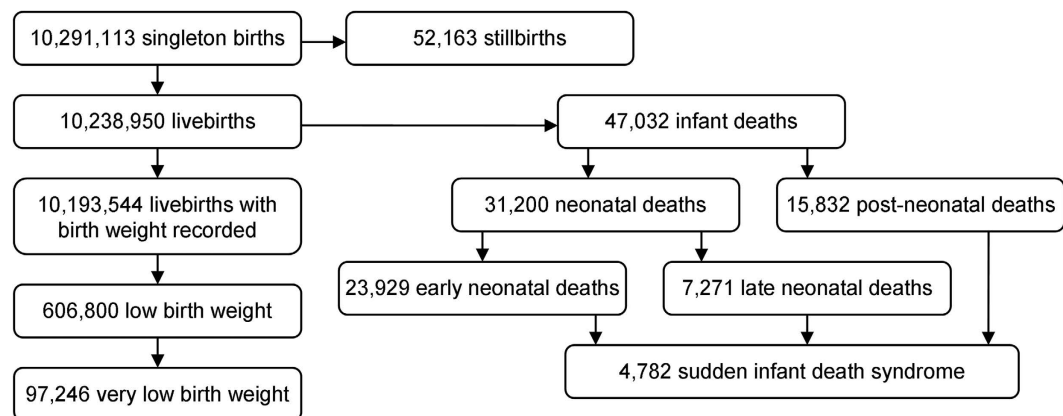 10,291,113 singleton births
52,163 stillbirths
10,238,950 livebirths
47,032 infant deaths
10,193,544 livebirths with
birth weight recorded
31,200 neonatal deaths
15,832 post-neonatal deaths
23,929 early neonatal deaths
7,271 late neonatal deaths
606,800 low birth weight
4,782 sudden infant death syndrome
97,246 very low birth weight